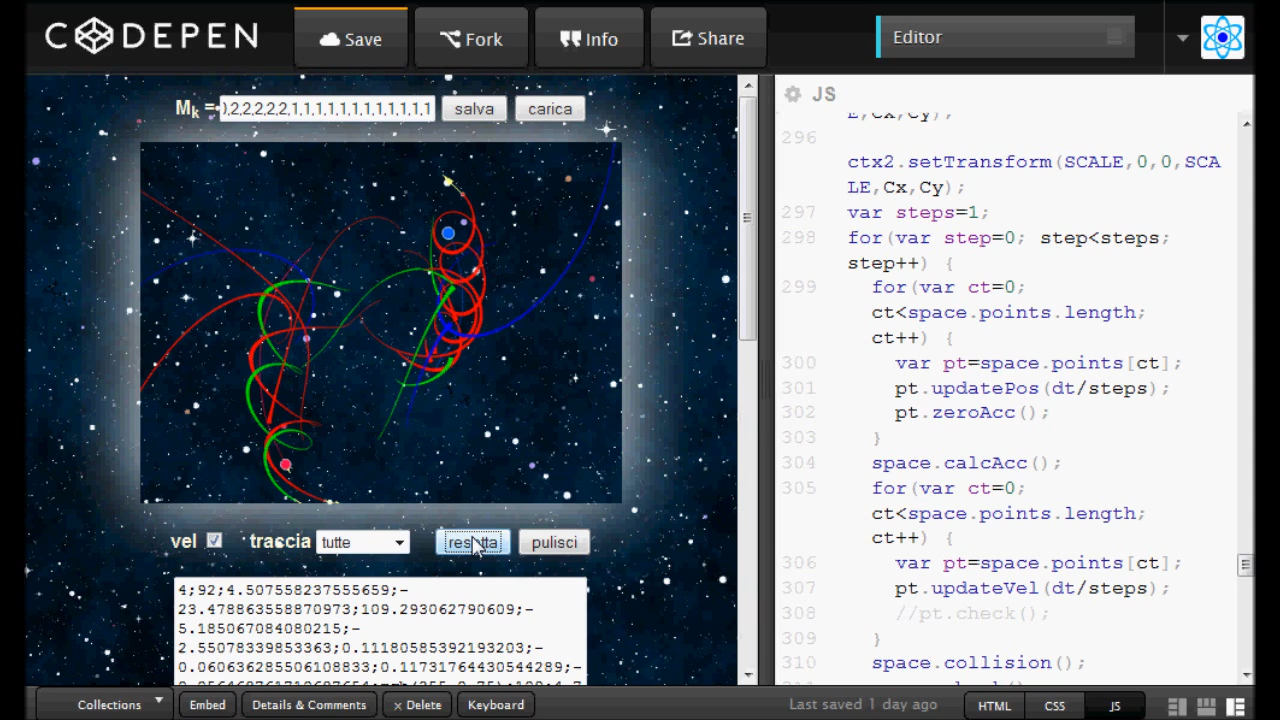 CODEPEN
Save
Fork
Info
Share
Editor
Mk = ),2,2,2,2,2,1,1,1,1,1,1,1,1,1,1,1,1 salva carica
vel traccia tutte resetta pulisci
4;92;4.5075582375555659;-
23.478863558870973;109.293062790609;-
5.185067084080215;-
2.55078339853363;0.11180585392193203;-
0.060636285506108833;0.11731764430544289;-
JS
E,Cx,Cy);
296
ctx2.setTransform(SCALE,0,0,SCA
LE,Cx,Cy);
297 var steps=1;
298 for(var step=0; step<steps;
step++) {
299 for(var ct=0;
ct<space.points.length;
ct++) {
300 var pt=space.points[ct];
301 pt.updatePos(dt/steps);
302 pt.zeroAcc();
303 }
304 space.calcAcc();
305 for(var ct=0;
ct<space.points.length;
ct++) {
306 var pt=space.points[ct];
307 pt.updateVel(dt/steps);
308 //pt.check();
309 }
310 space.collision();
Collections Embed Details & Comments × Delete Keyboard Last saved 1 day ago HTML CSS JS